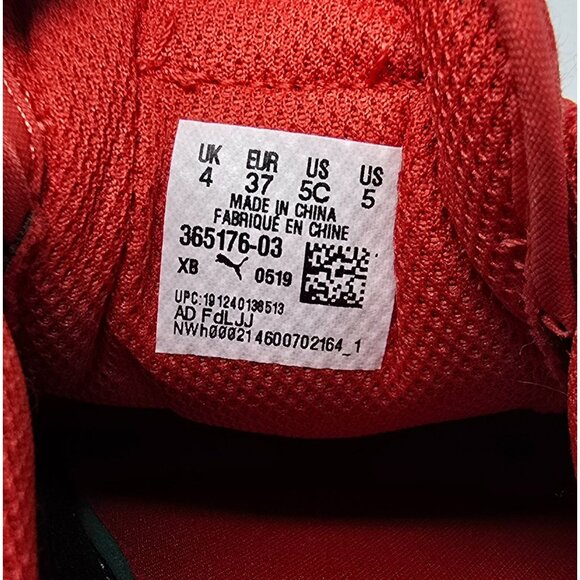 UK EUR US US
4 37 5C 5
MADE IN CHINA
FABRIQUÉ EN CHINE
365176-03
XB 0519
UPC:191240138513
AD FdLJJ
NWh000214600702164_1